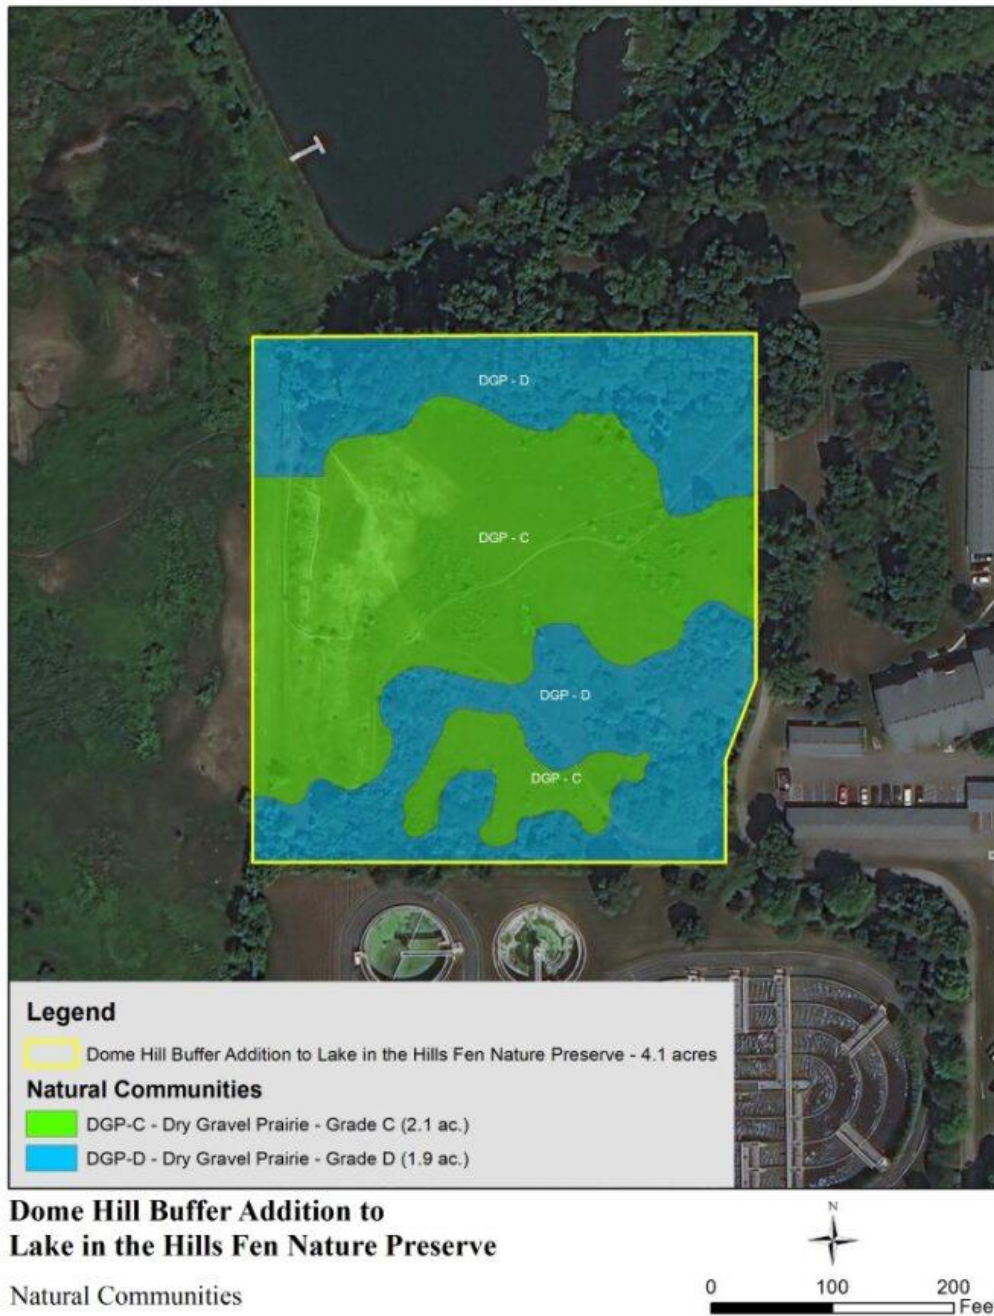 DGP - D
DGP - C
DGP - D
DGP - C
Legend
Dome Hill Buffer Addition to Lake in the Hills Fen Nature Preserve - 4.1 acres
Natural Communities
DGP-C - Dry Gravel Prairie - Grade C (2.1 ac.)
DGP-D - Dry Gravel Prairie - Grade D (1.9 ac.)
Dome Hill Buffer Addition to
Lake in the Hills Fen Nature Preserve
N
Natural Communities
0 100 200
Fee